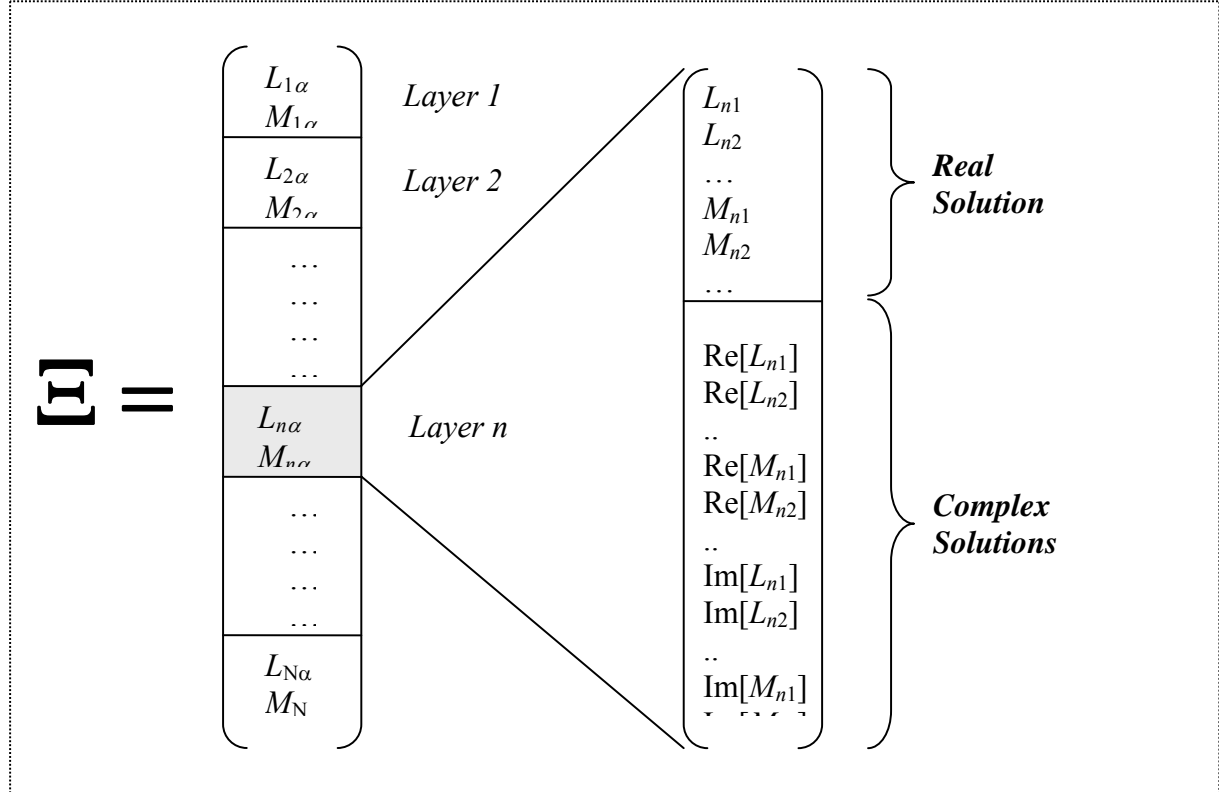 Ξ =
L1α
M1α
Layer 1
L2α
M2α
Layer 2
…
…
…
…
Lnα
Mnα
Layer n
…
…
…
…
LNα
MN
Ln1
Ln2
…
Mn1
Mn2
…
Real
Solution
Re[Ln1]
Re[Ln2]
..
Re[Mn1]
Re[Mn2]
..
Im[Ln1]
Im[Ln2]
..
Im[Mn1]
Complex
Solutions